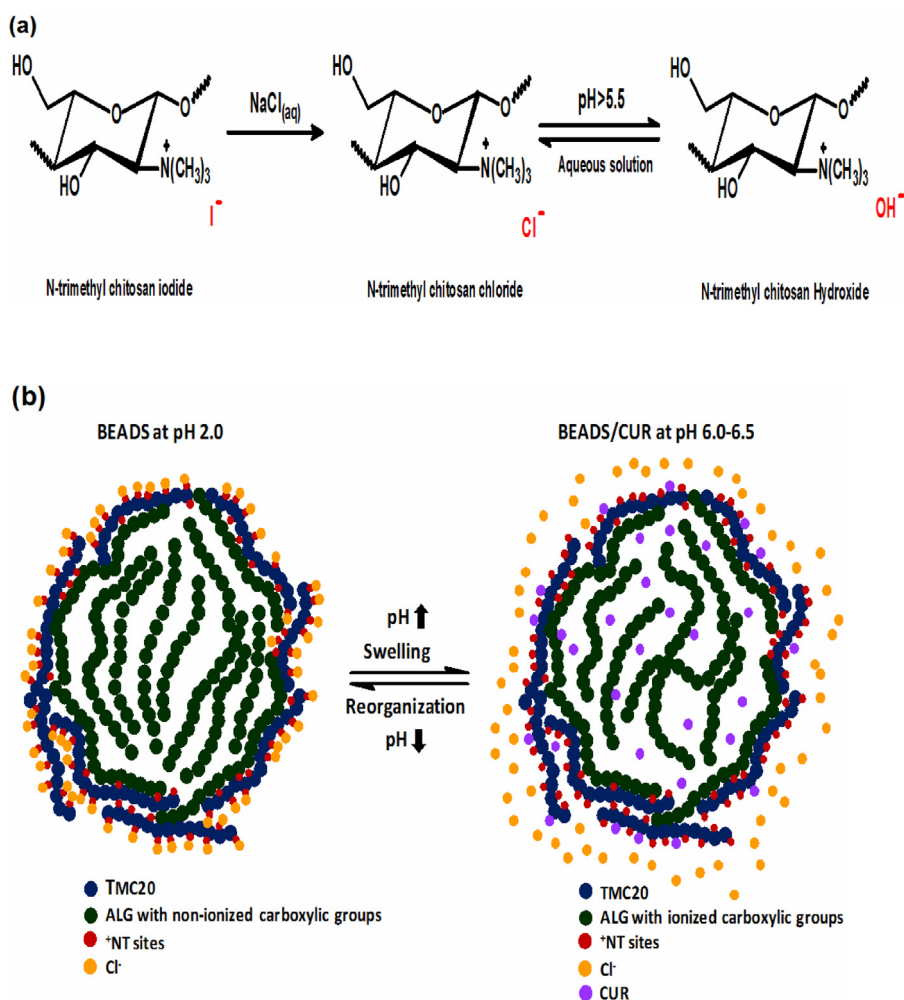 (a)
HO
O
O
+
N(CH3)3
HO
I-
NaCl(aq)
HO
O
O
+
N(CH3)3
HO
Cl-
pH>5.5
Aqueous solution
HO
O
O
+
N(CH3)3
HO
OH-
N-trimethyl chitosan iodide
N-trimethyl chitosan chloride
N-trimethyl chitosan Hydroxide
(b)
BEADS at pH 2.0
BEADS/CUR at pH 6.0-6.5
pH
Swelling
Reorganization
pH
TMC20
ALG with non-ionized carboxylic groups
+NT sites
Cl-
TMC20
ALG with ionized carboxylic groups
+NT sites
Cl-
CUR